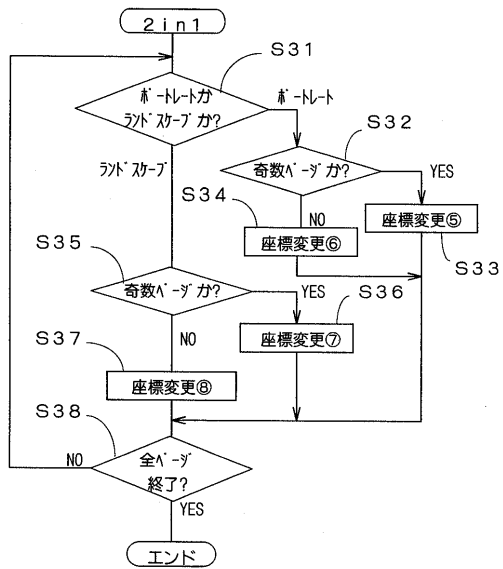 2in1
S31
ポートレートか
ランドスケープか?
ポートレート
S32
ランドスケープ
奇数ページか?
YES
S34
NO
座標変更⑤
座標変更⑥
S33
S35
奇数ページか?
YES
S36
座標変更⑦
S37
NO
座標変更⑧
S38
NO
全ページ
終了?
YES
エンド